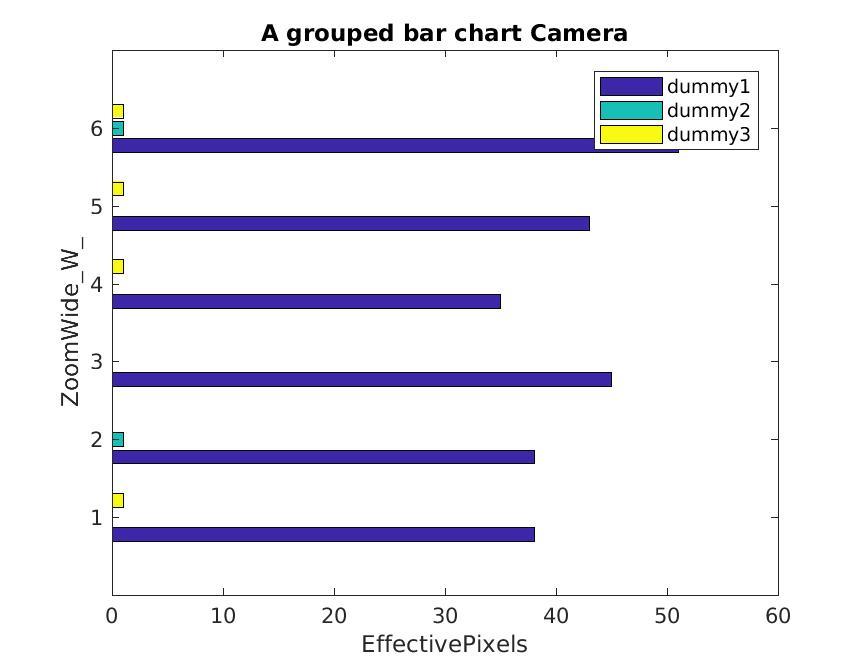 A grouped bar chart Camera
dummy1
dummy2
dummy3
6
5
4
3
2
1
ZoomWide_W_
0 10 20 30 40 50 60
EffectivePixels